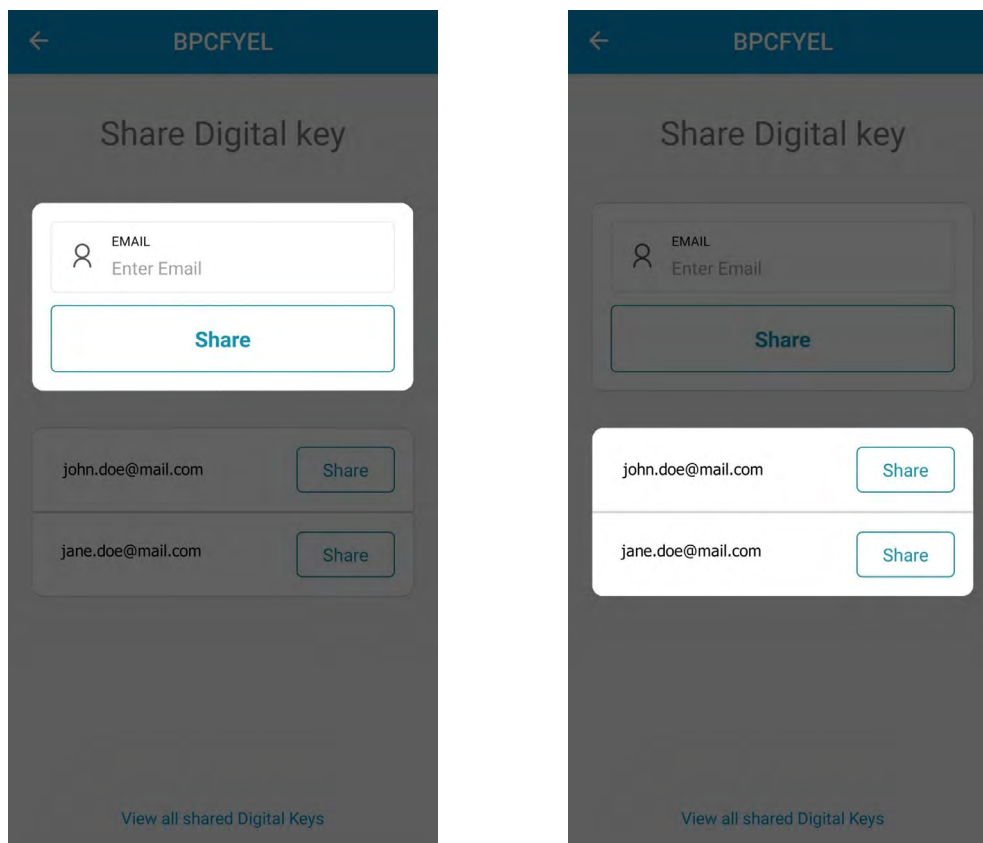 BPCFYEL
Share Digital key
EMAIL
Enter Email
Share
john.doe@mail.com
Share
jane.doe@mail.com
Share
View all shared Digital Keys
BPCFYEL
Share Digital key
EMAIL
Enter Email
Share
john.doe@mail.com
Share
jane.doe@mail.com
Share
View all shared Digital Keys